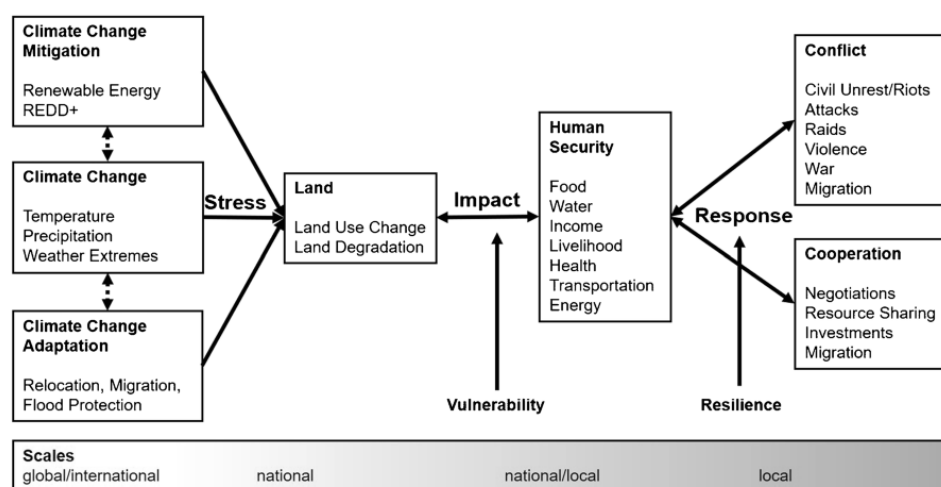 Climate Change
Mitigation
Renewable Energy
REDD+
Climate Change
Temperature
Precipitation
Weather Extremes
Climate Change
Adaptation
Relocation, Migration,
Flood Protection
Stress
Land
Land Use Change
Land Degradation
Impact
Vulnerability
Human
Security
Food
Water
Income
Livelihood
Health
Transportation
Energy
Response
Resilience
Conflict
Civil Unrest/Riots
Attacks
Raids
Violence
War
Migration
Cooperation
Negotiations
Resource Sharing
Investments
Migration
Scales
global/international national national/local local